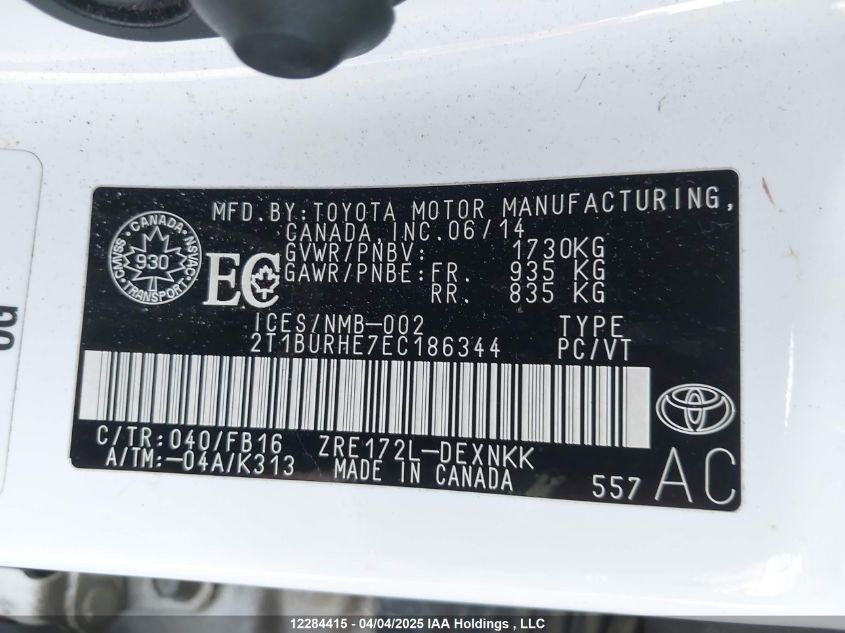 MFD.BY:TOYOTA MOTOR MANUFACTURING,
CANADA, INC.06/14
GVWR/PNBV: 1730KG
GAWR/PNBE:FR. 935 KG
RR. 835 KG
CANADA
CMVSS 930 NSVAC
TRANSPORT
EC
ICES/NMB-002 TYPE
2T1BURHE7EC186344 PC/VT
C/TR:040/FB16 ZRE172L-DEXNKK
A/TM:-04A/K313 MADE IN CANADA
557 AC
12284415 - 04/04/2025 IAA Holdings , LLC